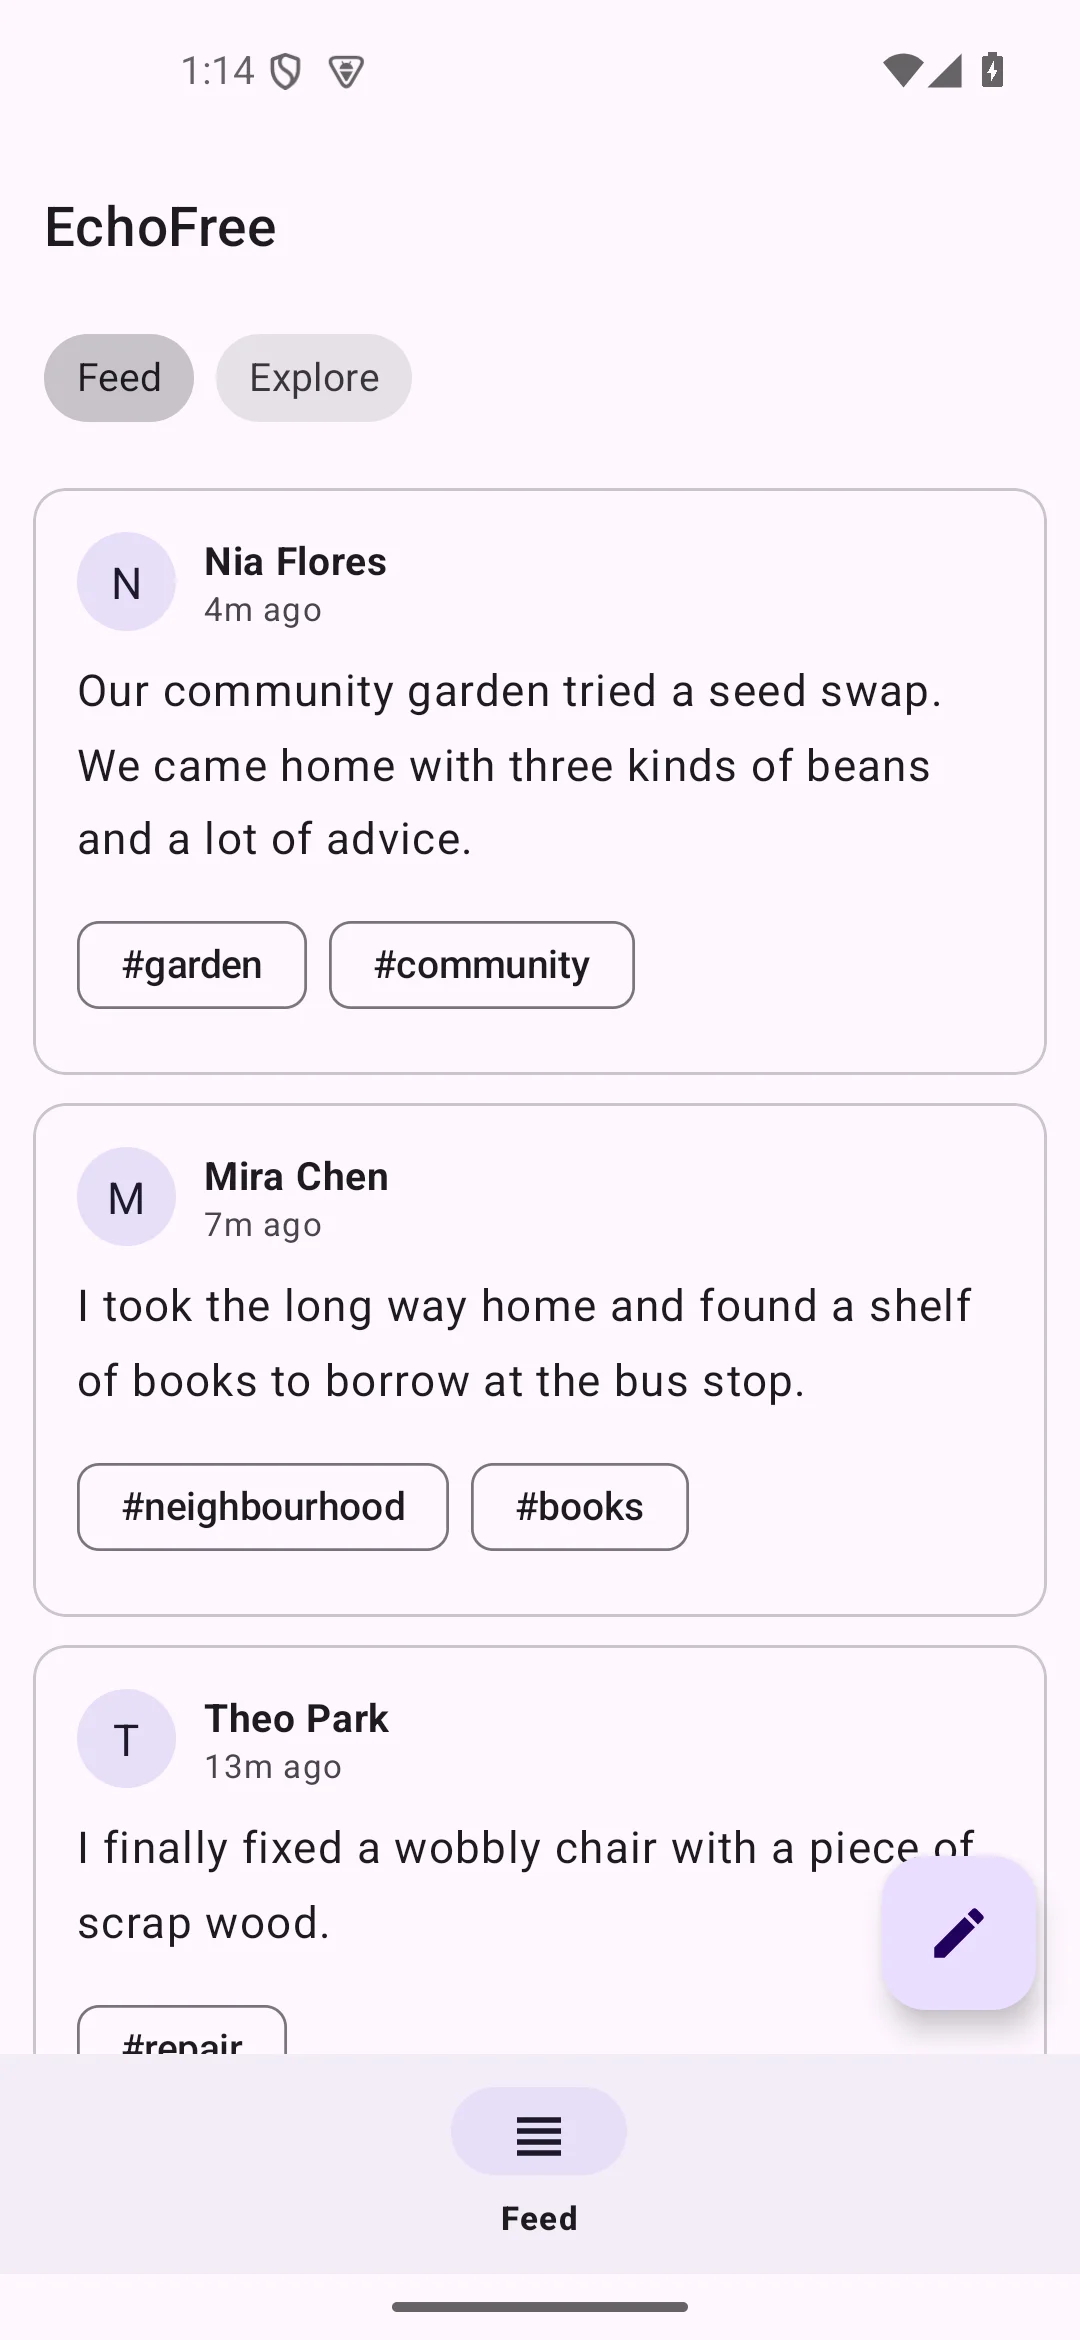 1:14
EchoFree
Feed
Explore
N
Nia Flores
4m ago
Our community garden tried a seed swap.
We came home with three kinds of beans
and a lot of advice.
#garden
#community
M
Mira Chen
7m ago
I took the long way home and found a shelf
of books to borrow at the bus stop.
#neighbourhood
#books
T
Theo Park
13m ago
I finally fixed a wobbly chair with a piece of
scrap wood.
#repair
Feed